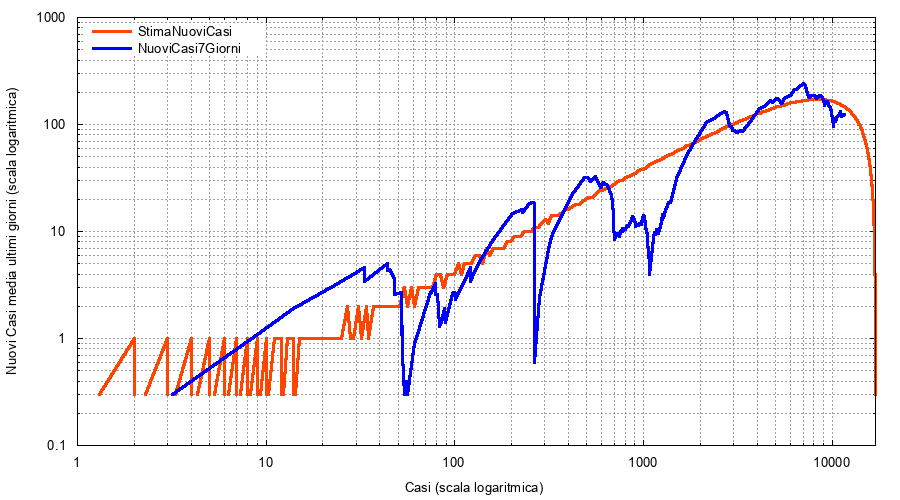 1000
StimaNuoviCasi
NuoviCasi7Giorni
100
10
1
0.1
Nuovi Casi media ultimi giorni (scala logaritmica)
1 10 100 1000 10000
Casi (scala logaritmica)